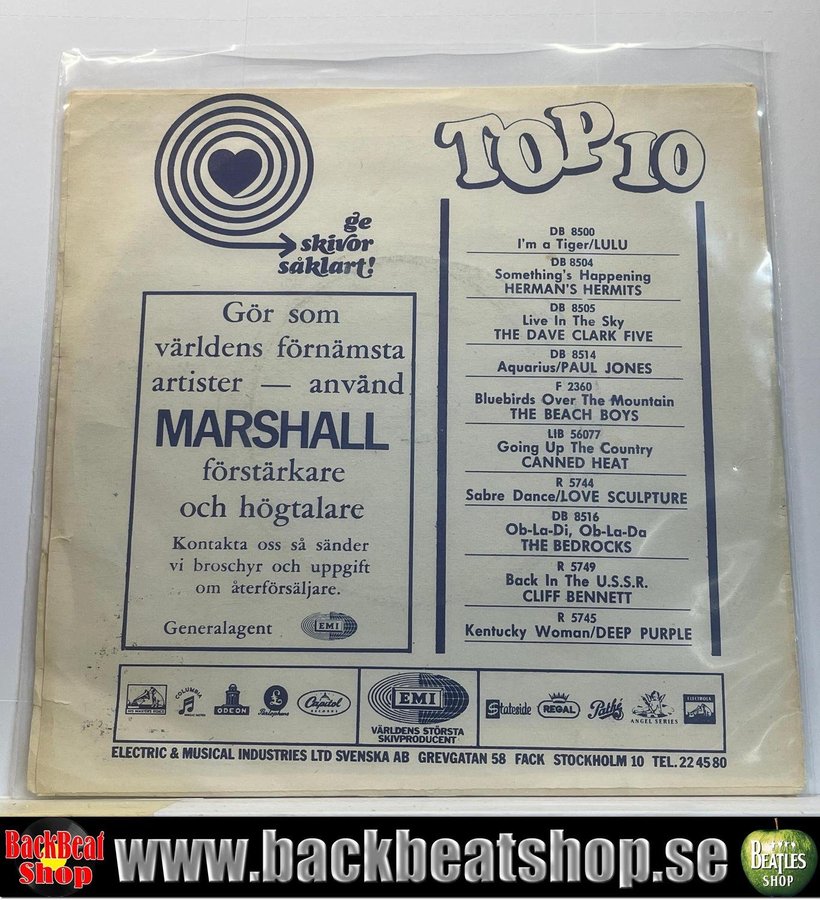 ge
skivor
såklart!
Gör som
världens förnämsta
artister — använd
MARSHALL
förstärkare
och högtalare
Kontakta oss så sänder
vi broschyr och uppgift
om återförsäljare.
Generalagent EMI
TOP 10
DB 8500
I'm a Tiger/LULU
DB 8504
Something's Happening
HERMAN'S HERMITS
DB 8505
Live In The Sky
THE DAVE CLARK FIVE
DB 8514
Aquarius/PAUL JONES
F 2360
Bluebirds Over The Mountain
THE BEACH BOYS
LIB 56077
Going Up The Country
CANNED HEAT
R 5744
Sabre Dance/LOVE SCULPTURE
DB 8516
Ob-La-Di, Ob-La-Da
THE BEDROCKS
R 5749
Back In The U.S.S.R.
CLIFF BENNETT
R 5745
Kentucky Woman/DEEP PURPLE
HIS MASTER'S VOICE
COLUMBIA
ODEON
Parlophone
Capitol
RECORDS
EMI
VÄRLDENS STÖRSTA
SKIVPRODUCENT
Stateside
REGAL
Pathé
ANGEL SERIES
ELECTROLA
ELECTRIC & MUSICAL INDUSTRIES LTD SVENSKA AB GREVGATAN 58 FACK STOCKHOLM 10 TEL. 22 45 80
BackBeat
Shop
www.backbeatshop.se
BEATLES
SHOP